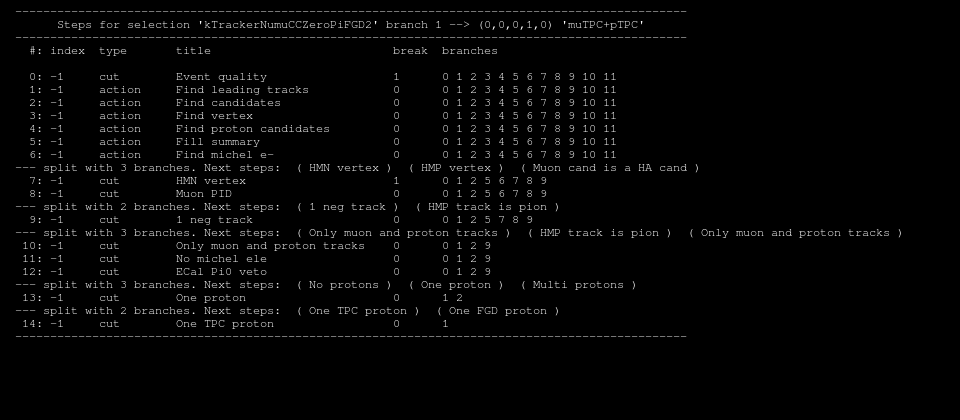 ------------------------------------------------------------------------------------------------
Steps for selection 'kTrackerNumuCCZeroPiFGD2' branch 1 --> (0,0,0,1,0) 'muTPC+pTPC'
------------------------------------------------------------------------------------------------
#: index type title break branches
0: -1 cut Event quality 1 0 1 2 3 4 5 6 7 8 9 10 11
1: -1 action Find leading tracks 0 0 1 2 3 4 5 6 7 8 9 10 11
2: -1 action Find candidates 0 0 1 2 3 4 5 6 7 8 9 10 11
3: -1 action Find vertex 0 0 1 2 3 4 5 6 7 8 9 10 11
4: -1 action Find proton candidates 0 0 1 2 3 4 5 6 7 8 9 10 11
5: -1 action Fill summary 0 0 1 2 3 4 5 6 7 8 9 10 11
6: -1 action Find michel e- 0 0 1 2 3 4 5 6 7 8 9 10 11
--- split with 3 branches. Next steps: ( HMN vertex ) ( HMP vertex ) ( Muon cand is a HA cand )
7: -1 cut HMN vertex 1 0 1 2 5 6 7 8 9
8: -1 cut Muon PID 0 0 1 2 5 6 7 8 9
--- split with 2 branches. Next steps: ( 1 neg track ) ( HMP track is pion )
9: -1 cut 1 neg track 0 0 1 2 5 7 8 9
--- split with 3 branches. Next steps: ( Only muon and proton tracks ) ( HMP track is pion ) ( Only muon and proton tracks )
10: -1 cut Only muon and proton tracks 0 0 1 2 9
11: -1 cut No michel ele 0 0 1 2 9
12: -1 cut ECal Pi0 veto 0 0 1 2 9
--- split with 3 branches. Next steps: ( No protons ) ( One proton ) ( Multi protons )
13: -1 cut One proton 0 1 2
--- split with 2 branches. Next steps: ( One TPC proton ) ( One FGD proton )
14: -1 cut One TPC proton 0 1
------------------------------------------------------------------------------------------------